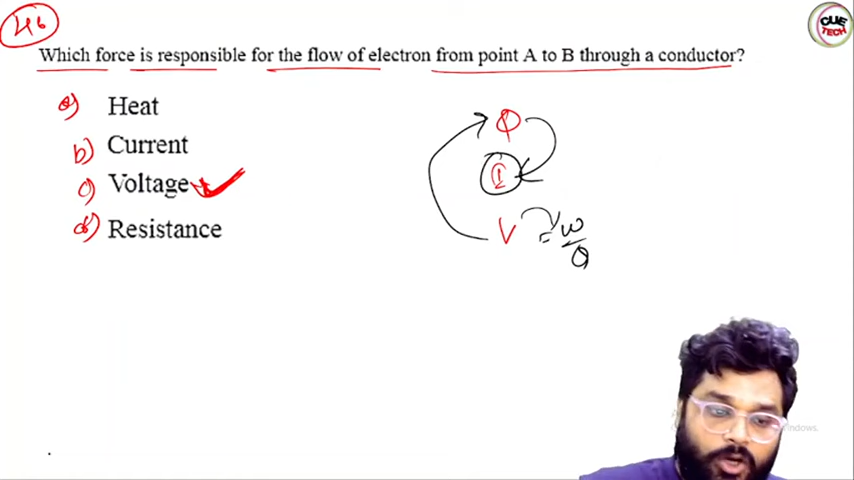 46
CUE
TECH
Which force is responsible for the flow of electron from point A to B through a conductor?
a) Heat
b) Current
c) Voltage
d) Resistance
I
V = W/Q